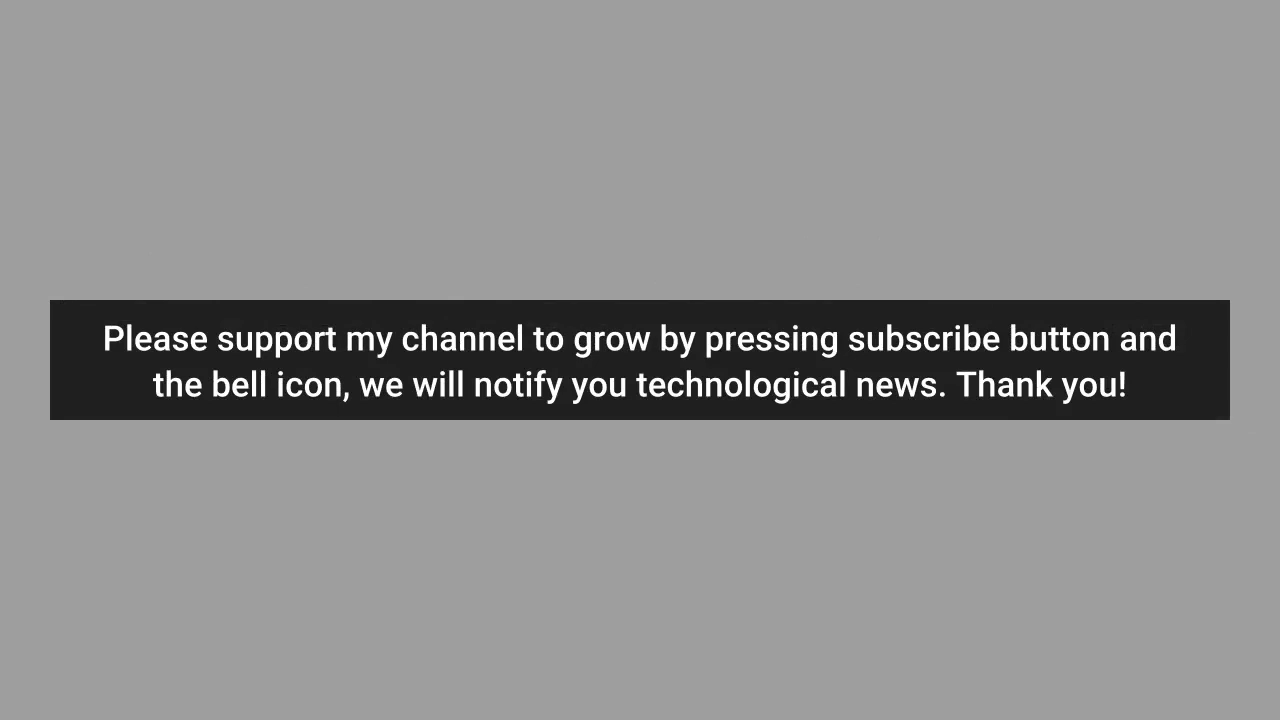 Please support my channel to grow by pressing subscribe button and
the bell icon, we will notify you technological news. Thank you!